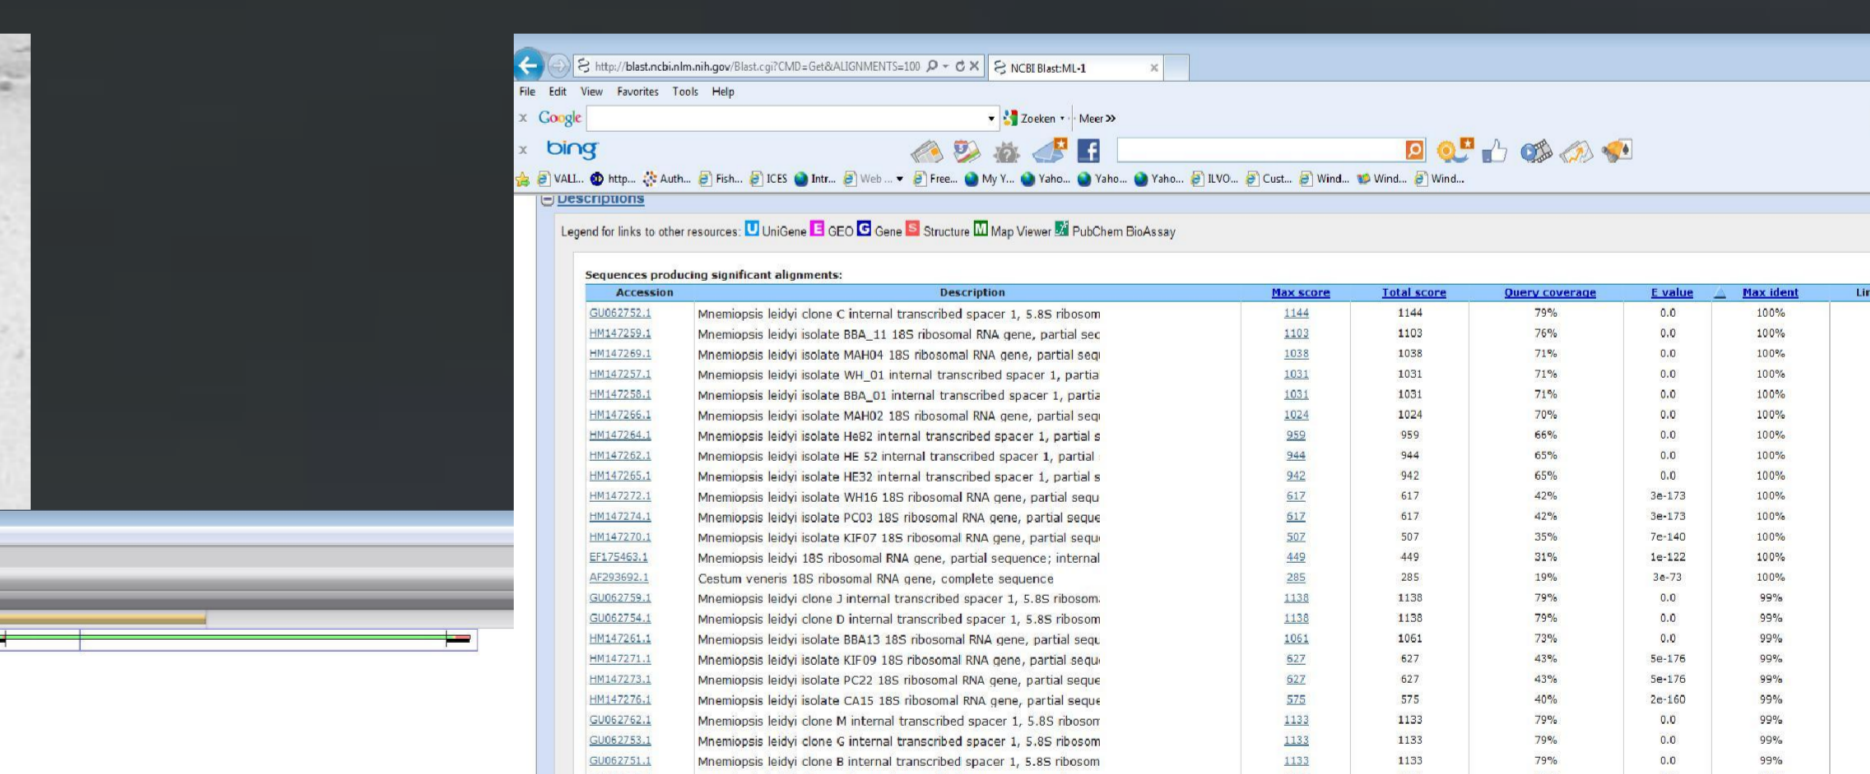 http://blast.ncbi.nlm.nih.gov/Blast.cgi?CMD=Get&ALIGNMENTS=100
NCBI Blast:ML-1
File Edit View Favorites Tools Help
x Google Zoeken Meer »
x bing
VALI... http... Auth... Fish... ICES Intr... Web ... Free... My Y... Yaho... Yaho... Yaho... ILVO... Cust... Wind... Wind... Wind...
Descriptions
Legend for links to other resources: U UniGene E GEO G Gene S Structure M Map Viewer PubChem BioAssay
Sequences producing significant alignments:
Accession Description Max score Total score Query coverage E value Max ident
GU062752.1 Mnemiopsis leidyi clone C internal transcribed spacer 1, 5.8S ribosom 1144 1144 79% 0.0 100%
HM147259.1 Mnemiopsis leidyi isolate BBA_11 18S ribosomal RNA gene, partial sec 1103 1103 76% 0.0 100%
HM147269.1 Mnemiopsis leidyi isolate MAH04 18S ribosomal RNA gene, partial seq 1038 1038 71% 0.0 100%
HM147257.1 Mnemiopsis leidyi isolate WH_01 internal transcribed spacer 1, partia 1031 1031 71% 0.0 100%
HM147258.1 Mnemiopsis leidyi isolate BBA_01 internal transcribed spacer 1, partia 1031 1031 71% 0.0 100%
HM147266.1 Mnemiopsis leidyi isolate MAH02 18S ribosomal RNA gene, partial seq 1024 1024 70% 0.0 100%
HM147264.1 Mnemiopsis leidyi isolate He82 internal transcribed spacer 1, partial s 959 959 66% 0.0 100%
HM147262.1 Mnemiopsis leidyi isolate HE 52 internal transcribed spacer 1, partial 944 944 65% 0.0 100%
HM147265.1 Mnemiopsis leidyi isolate HE32 internal transcribed spacer 1, partial s 942 942 65% 0.0 100%
HM147272.1 Mnemiopsis leidyi isolate WH16 18S ribosomal RNA gene, partial sequ 617 617 42% 3e-173 100%
HM147274.1 Mnemiopsis leidyi isolate PC03 18S ribosomal RNA gene, partial seque 617 617 42% 3e-173 100%
HM147270.1 Mnemiopsis leidyi isolate KIF07 18S ribosomal RNA gene, partial sequ 507 507 35% 7e-140 100%
EF175463.1 Mnemiopsis leidyi 18S ribosomal RNA gene, partial sequence; internal 449 449 31% 1e-122 100%
AF293692.1 Cestum veneris 18S ribosomal RNA gene, complete sequence 285 285 19% 3e-73 100%
GU062759.1 Mnemiopsis leidyi clone J internal transcribed spacer 1, 5.8S ribosom 1138 1138 79% 0.0 99%
GU062754.1 Mnemiopsis leidyi clone D internal transcribed spacer 1, 5.8S ribosom 1138 1138 79% 0.0 99%
HM147261.1 Mnemiopsis leidyi isolate BBA13 18S ribosomal RNA gene, partial sequ 1061 1061 73% 0.0 99%
HM147271.1 Mnemiopsis leidyi isolate KIF09 18S ribosomal RNA gene, partial sequ 627 627 43% 5e-176 99%
HM147273.1 Mnemiopsis leidyi isolate PC22 18S ribosomal RNA gene, partial seque 627 627 43% 5e-176 99%
HM147276.1 Mnemiopsis leidyi isolate CA15 18S ribosomal RNA gene, partial seque 575 575 40% 2e-160 99%
GU062762.1 Mnemiopsis leidyi clone M internal transcribed spacer 1, 5.8S ribosom 1133 1133 79% 0.0 99%
GU062753.1 Mnemiopsis leidyi clone G internal transcribed spacer 1, 5.8S ribosom 1133 1133 79% 0.0 99%
GU062751.1 Mnemiopsis leidyi clone B internal transcribed spacer 1, 5.8S ribosom 1133 1133 79% 0.0 99%